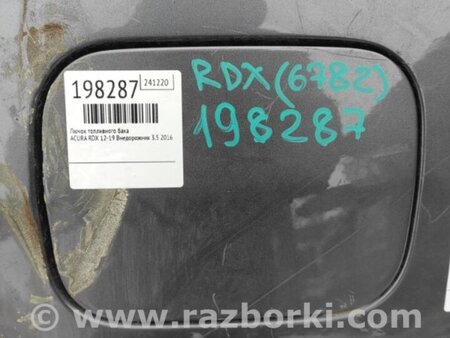 198287
241220
Лючок топливного бака
ACURA RDX 12-19 Внедорожник 3.5 2016
RDX (6782)
198287
www.razborki.com